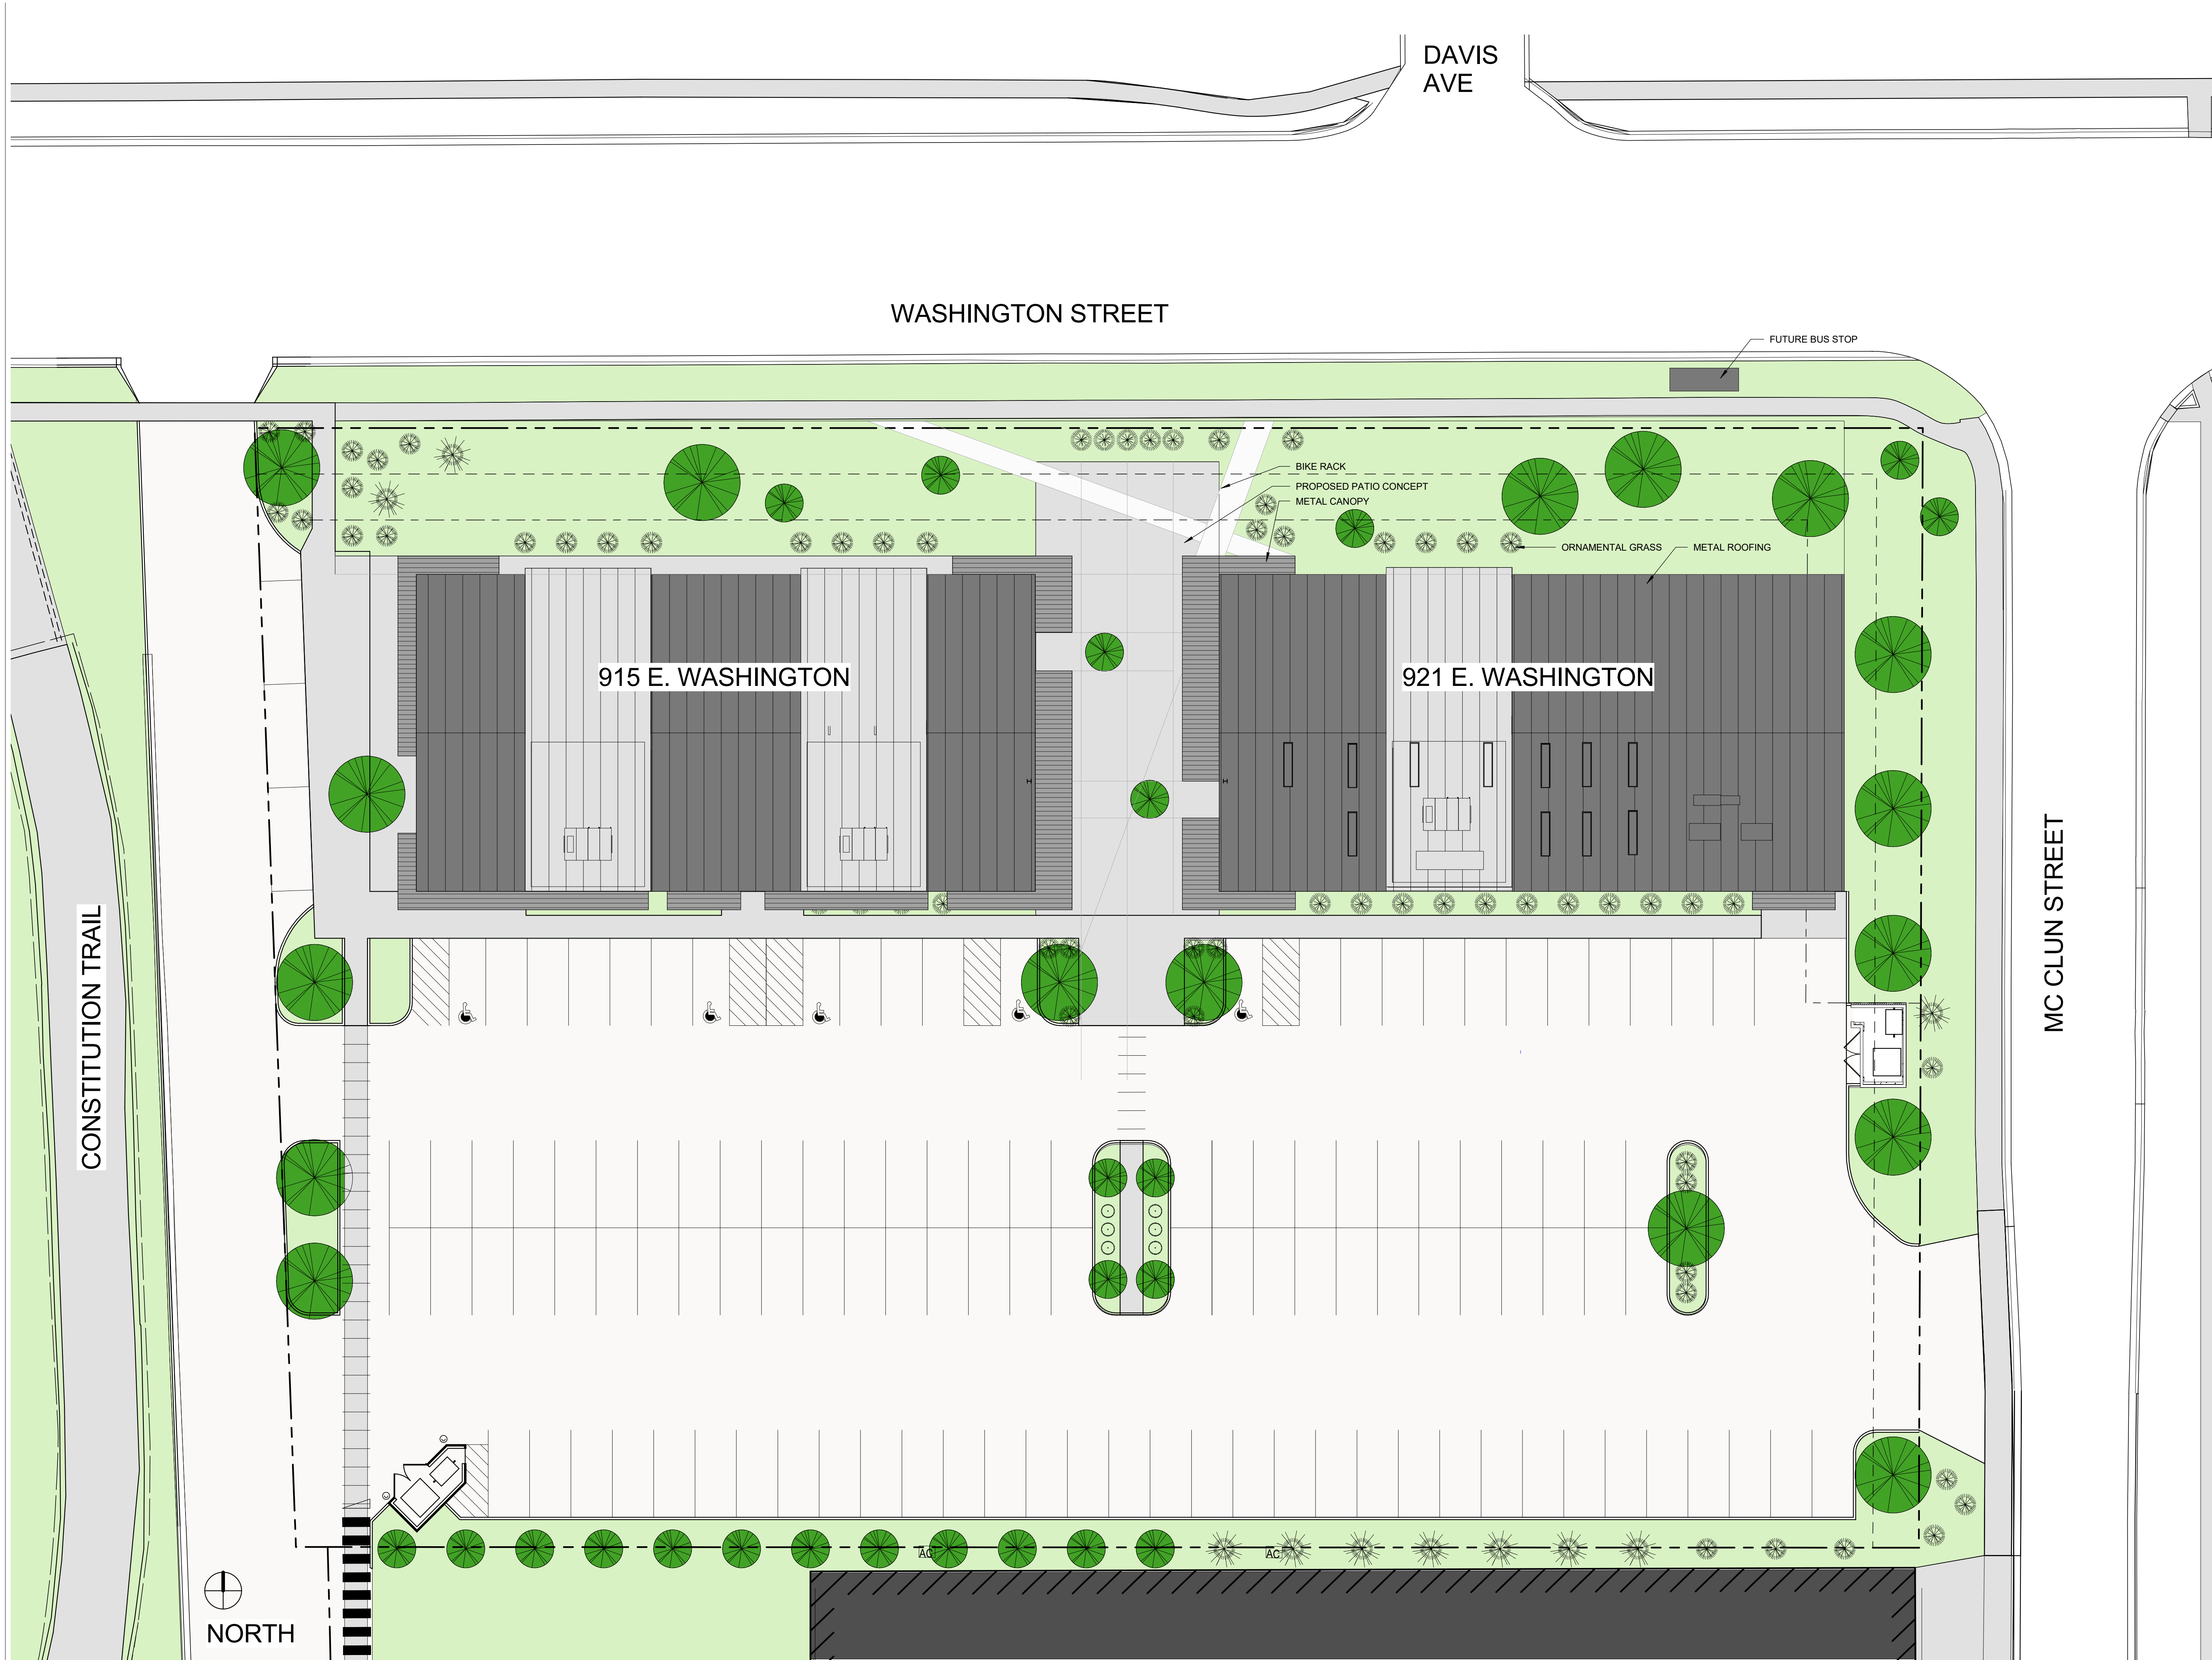 DAVIS
AVE
WASHINGTON STREET
FUTURE BUS STOP
BIKE RACK
PROPOSED PATIO CONCEPT
METAL CANOPY
ORNAMENTAL GRASS
METAL ROOFING
915 E. WASHINGTON
921 E. WASHINGTON
CONSTITUTION TRAIL
MC CLUN STREET
AC
AC
NORTH